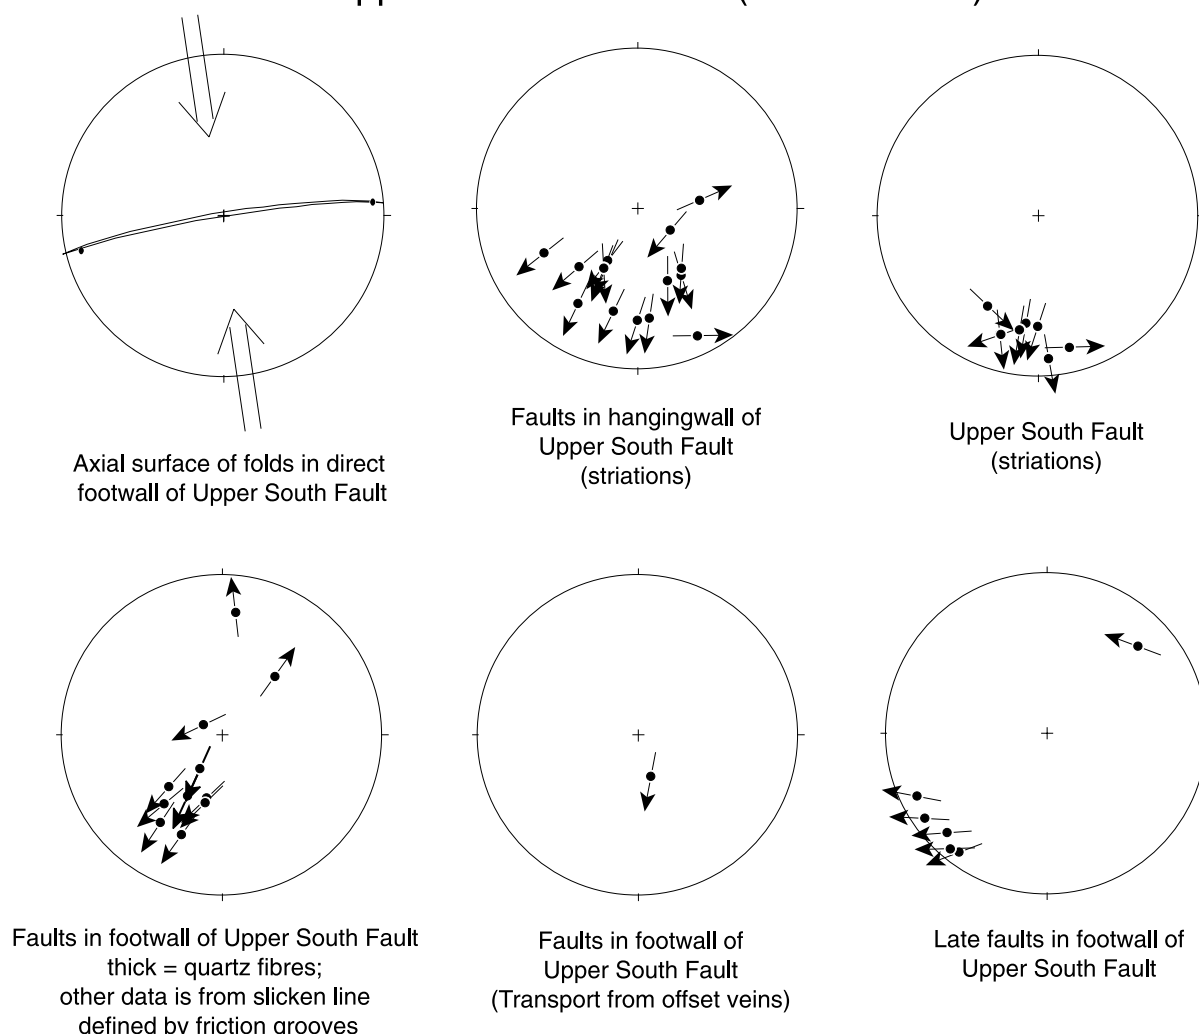 Axial surface of folds in direct
footwall of Upper South Fault
Faults in hangingwall of
Upper South Fault
(striations)
Upper South Fault
(striations)
Faults in footwall of Upper South Fault
thick = quartz fibres;
other data is from slicken line
defined by friction grooves
Faults in footwall of
Upper South Fault
(Transport from offset veins)
Late faults in footwall of
Upper South Fault